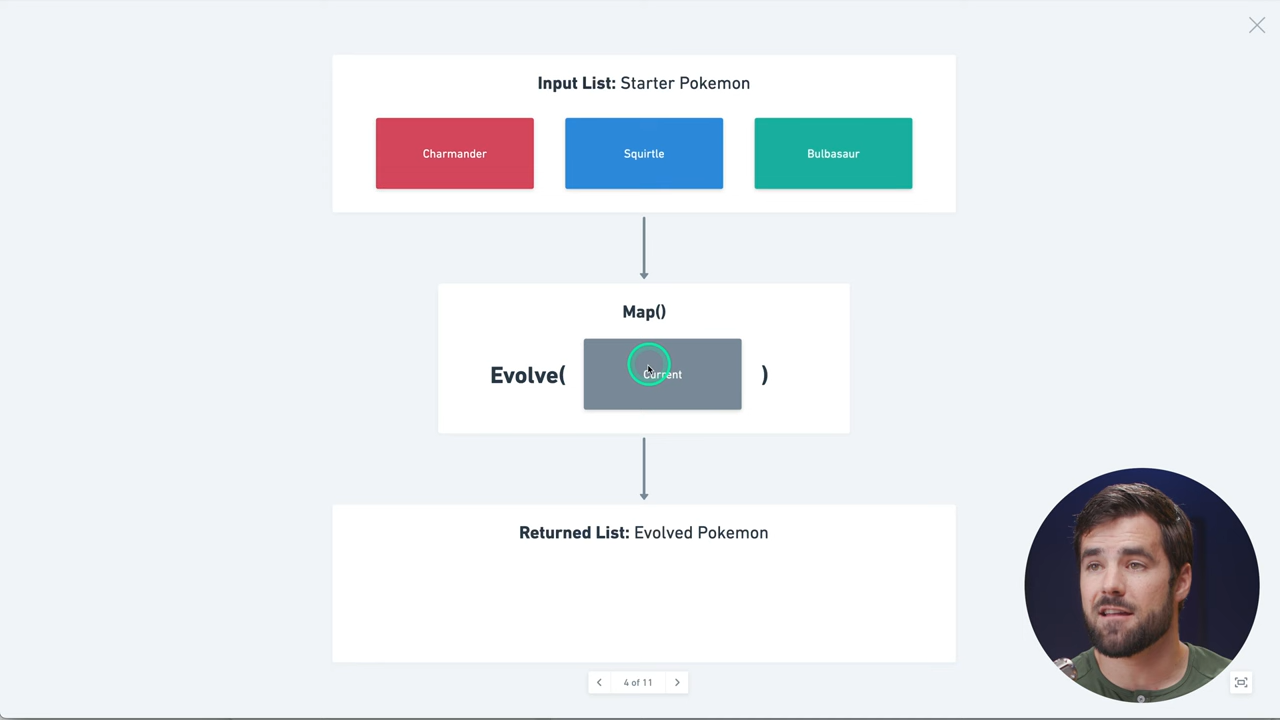 Input List: Starter Pokemon
Charmander
Squirtle
Bulbasaur
Map()
Evolve(
Current
)
Returned List: Evolved Pokemon
4 of 11